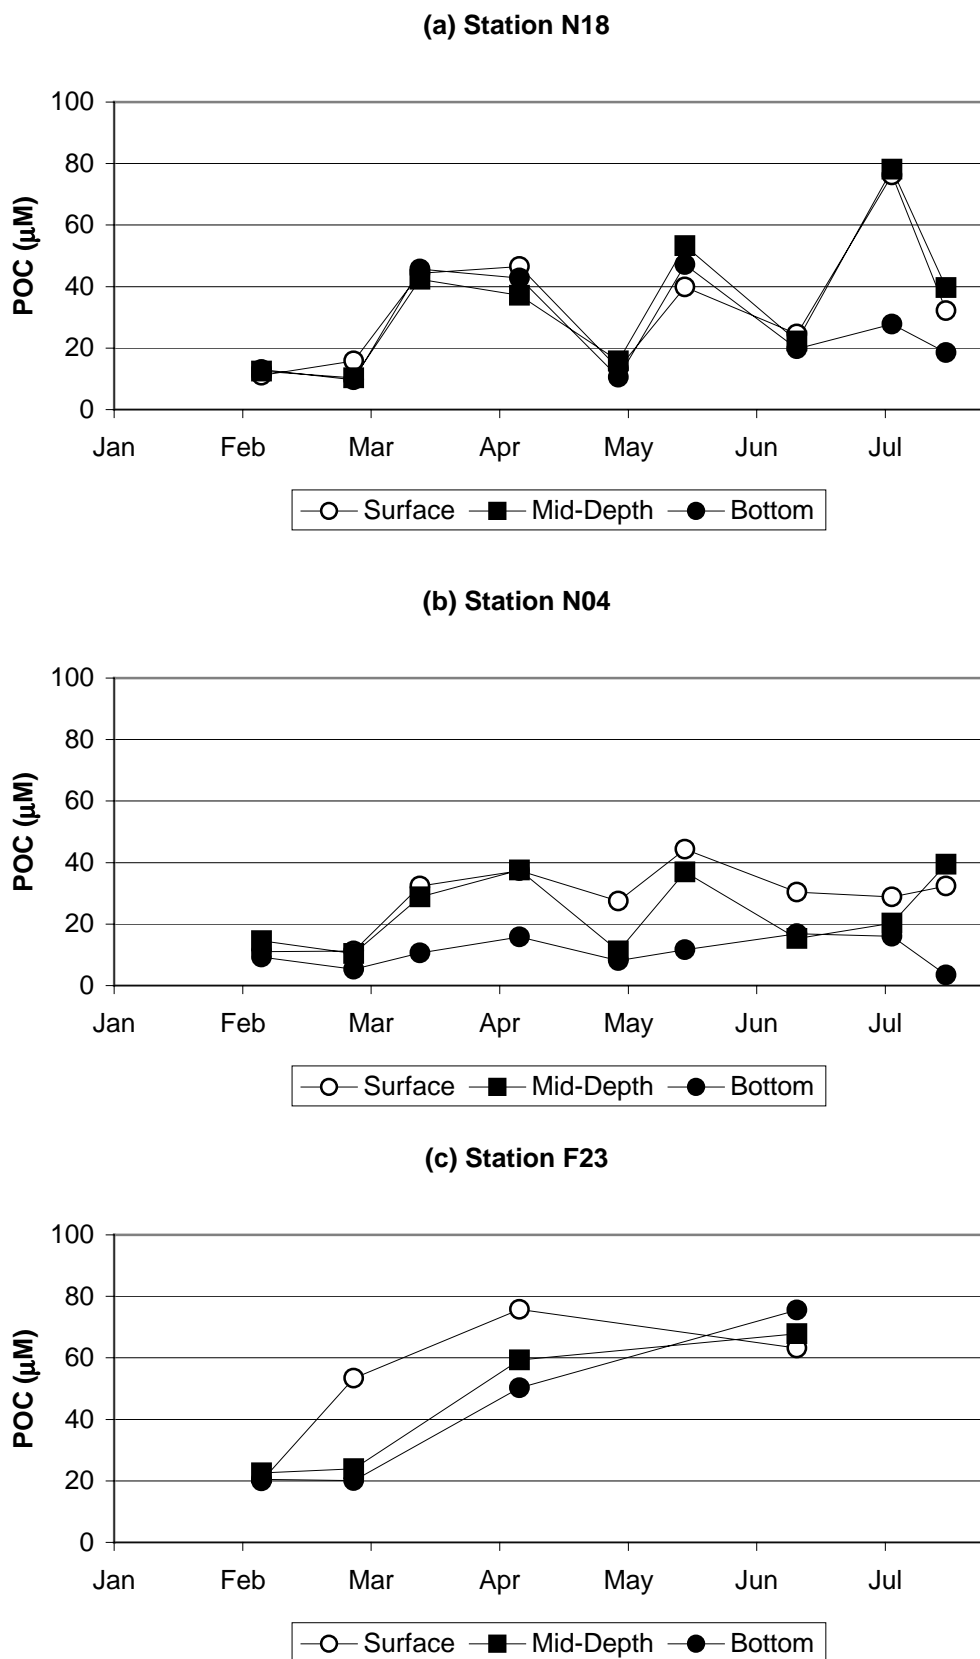 (a) Station N18
100
80
60
40
20
0
POC (µM)
Jan Feb Mar Apr May Jun Jul
Surface Mid-Depth Bottom
(b) Station N04
100
80
60
40
20
0
POC (µM)
Jan Feb Mar Apr May Jun Jul
Surface Mid-Depth Bottom
(c) Station F23
100
80
60
40
20
0
POC (µM)
Jan Feb Mar Apr May Jun Jul
Surface Mid-Depth Bottom